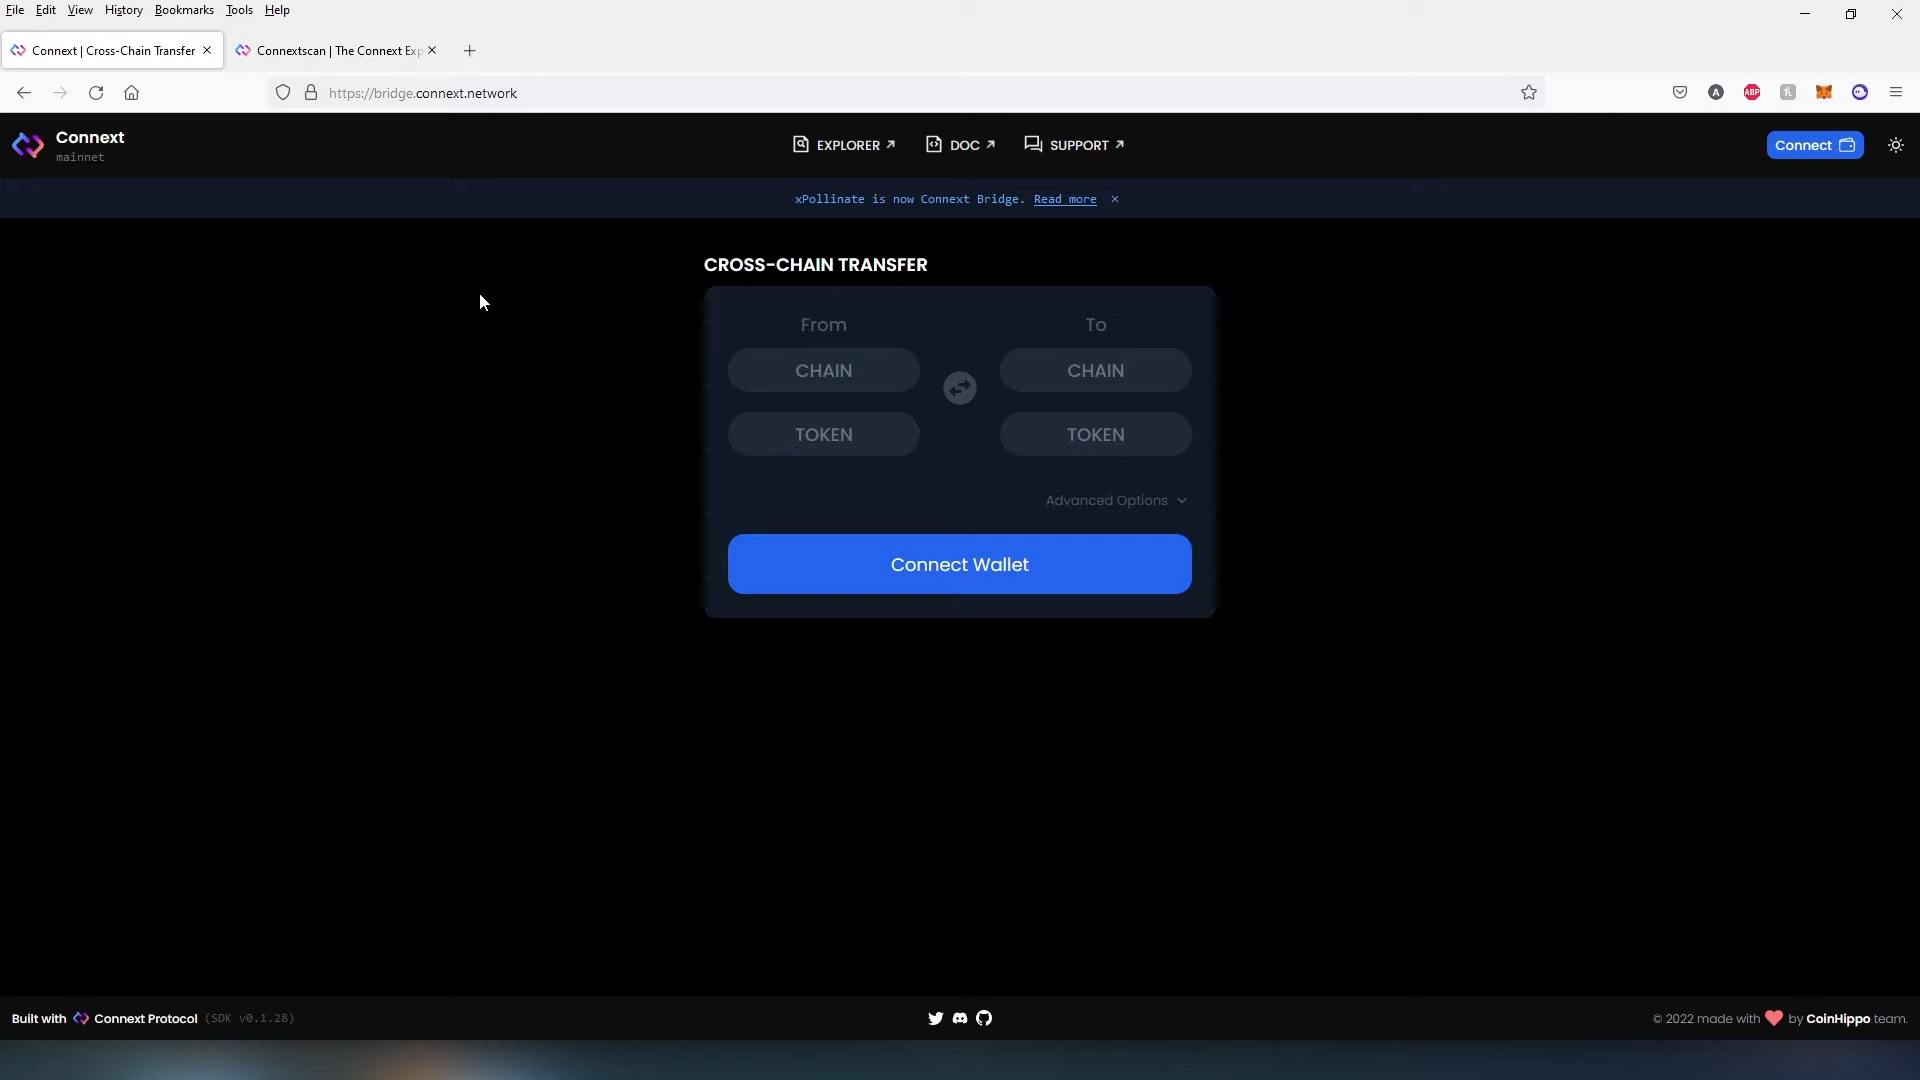 File Edit View History Bookmarks Tools Help
Connext | Cross-Chain Transfer
Connextscan | The Connext Exp
https://bridge.connext.network
A
ABP
Connext
mainnet
EXPLORER
DOC
SUPPORT
Connect
xPollinate is now Connext Bridge. Read more
CROSS-CHAIN TRANSFER
From
To
CHAIN
CHAIN
TOKEN
TOKEN
Advanced Options
Connect Wallet
Built with Connext Protocol (SDK v0.1.28)
© 2022 made with by CoinHippo team.